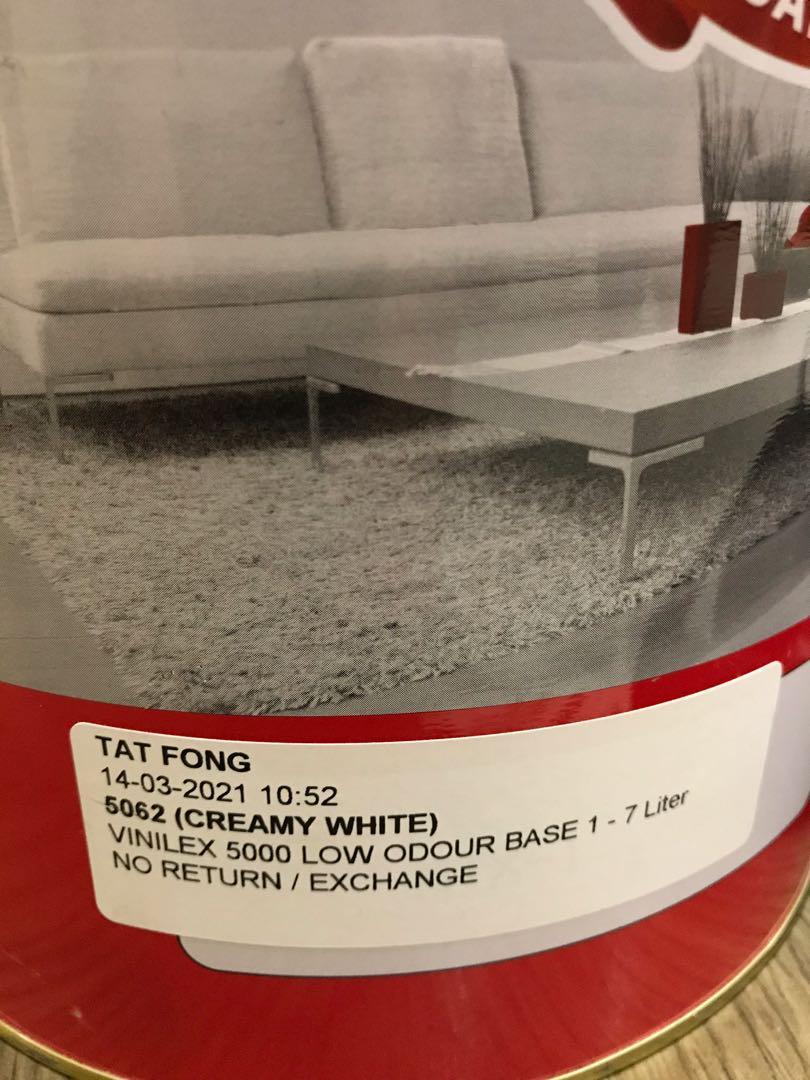 TAT FONG
14-03-2021 10:52
5062 (CREAMY WHITE)
VINILEX 5000 LOW ODOUR BASE 1 - 7 Liter
NO RETURN / EXCHANGE